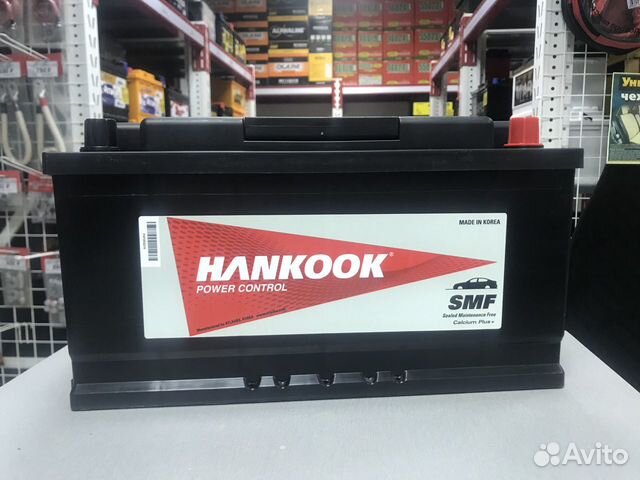 HANKOOK
POWER CONTROL
MADE IN KOREA
SMF
Sealed Maintenance Free
Calcium Plus+
Avito